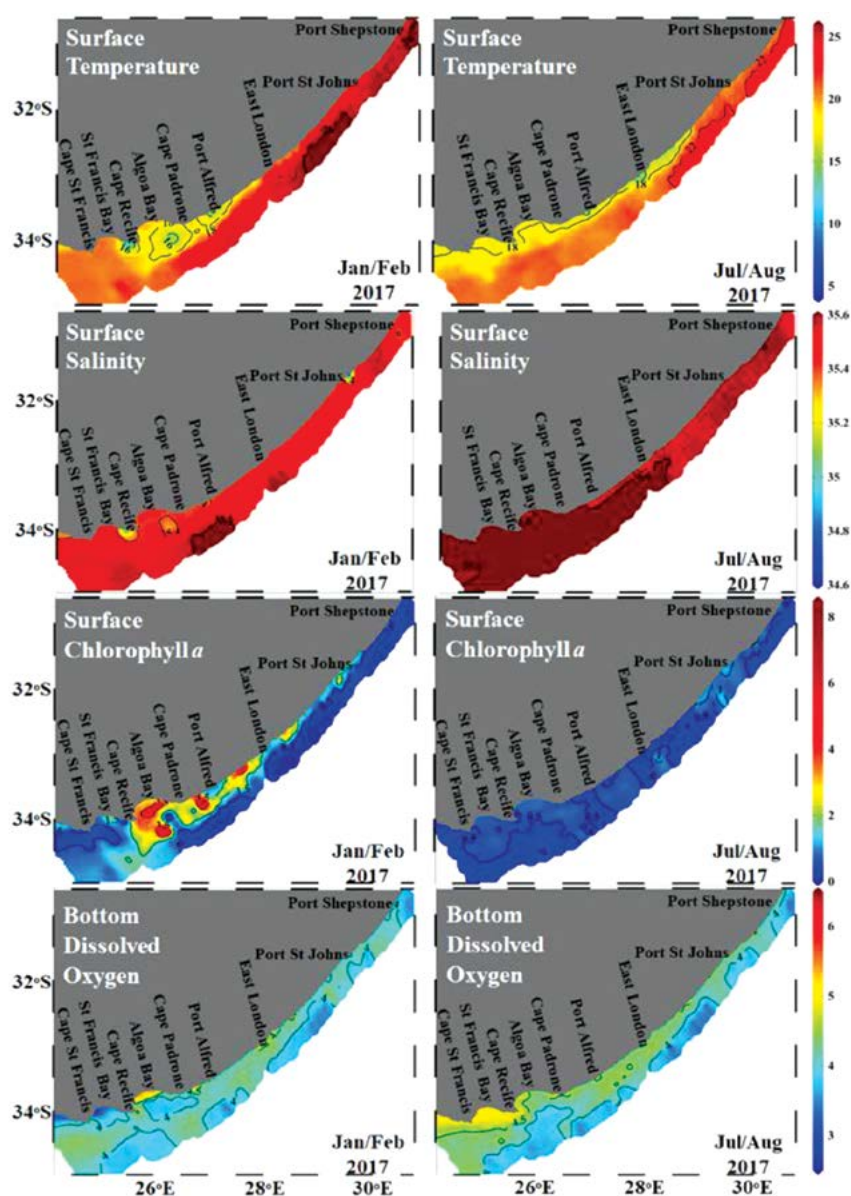 Surface
Temperature
Port Shepstone
Port St Johns
East London
Port Alfred
Cape Padrone
Algoa Bay
Cape Recife
St Francis Bay
Cape St Francis
32°S
34°S
18
Jan/Feb
2017
Surface
Temperature
Port Shepstone
Port St Johns
East London
Port Alfred
Cape Padrone
Algoa Bay
Cape Recife
St Francis Bay
Cape St Francis
18
18
Jul/Aug
2017
25
20
15
10
5
Surface
Salinity
Port Shepstone
Port St Johns
East London
Port Alfred
Cape Padrone
Algoa Bay
Cape Recife
St Francis Bay
Cape St Francis
32°S
34°S
Jan/Feb
2017
Surface
Salinity
Port Shepstone
Port St Johns
East London
Port Alfred
Cape Padrone
Algoa Bay
Cape Recife
St Francis Bay
Cape St Francis
Jul/Aug
2017
35.6
35.4
35.2
35
34.8
34.6
Surface
Chlorophyll a
Port Shepstone
Port St Johns
East London
Port Alfred
Cape Padrone
Algoa Bay
Cape Recife
St Francis Bay
Cape St Francis
32°S
34°S
Jan/Feb
2017
Surface
Chlorophyll a
Port Shepstone
Port St Johns
East London
Port Alfred
Cape Padrone
Algoa Bay
Cape Recife
St Francis Bay
Cape St Francis
Jul/Aug
2017
8
6
4
2
0
Bottom
Dissolved
Oxygen
Port Shepstone
Port St Johns
East London
Port Alfred
Cape Padrone
Algoa Bay
Cape Recife
St Francis Bay
Cape St Francis
32°S
34°S
Jan/Feb
2017
26°E
28°E
30°E
Bottom
Dissolved
Oxygen
Port Shepstone
Port St Johns
East London
Port Alfred
Cape Padrone
Algoa Bay
Cape Recife
St Francis Bay
Cape St Francis
4.5
Jul/Aug
2017
26°E
28°E
30°E
6
5
4
3